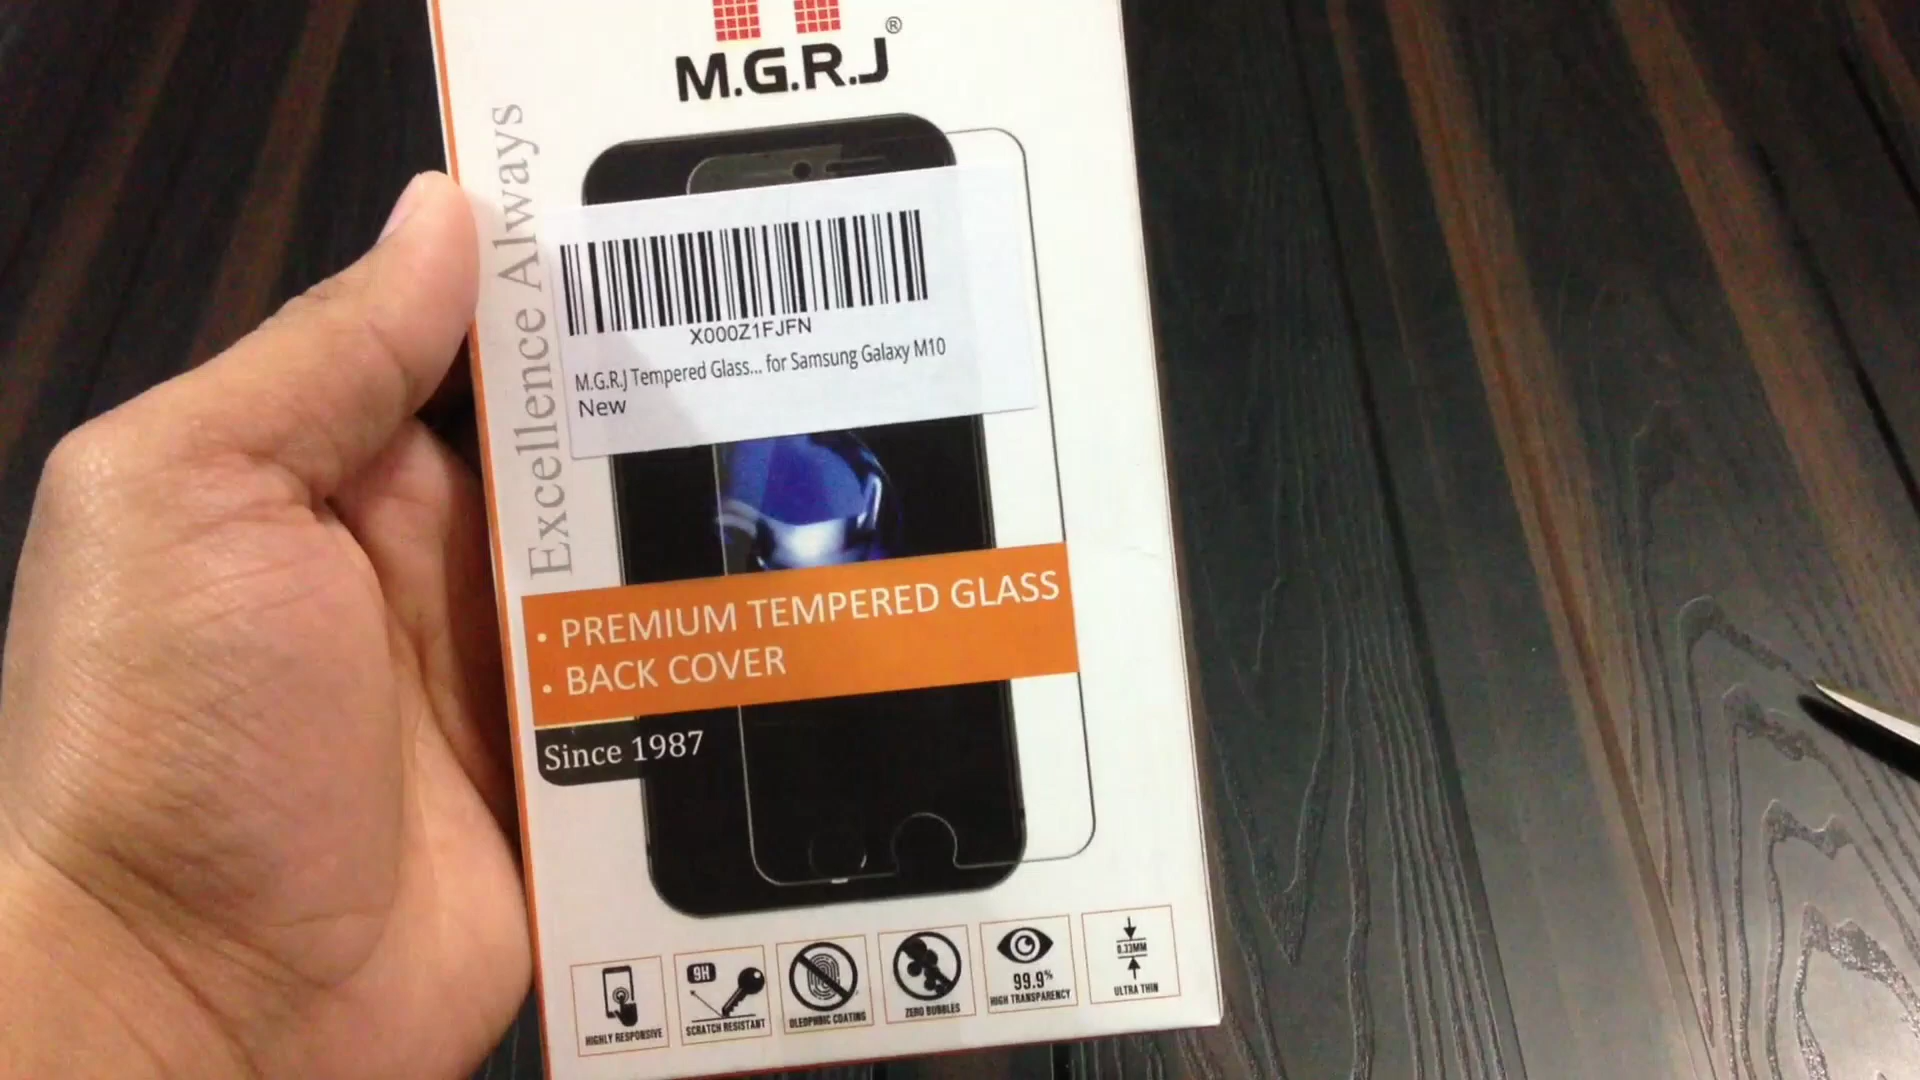 M.G.R.J®
Excellence Always
X000Z1FJFN
M.G.R.J Tempered Glass... for Samsung Galaxy M10
New
• PREMIUM TEMPERED GLASS
• BACK COVER
Since 1987
HIGHLY RESPONSIVE
9H
SCRATCH RESISTANT
OLEOPHBIC COATING
ZERO BUBBLES
99.9%
HIGH TRANSPARENCY
0.33MM
ULTRA THIN